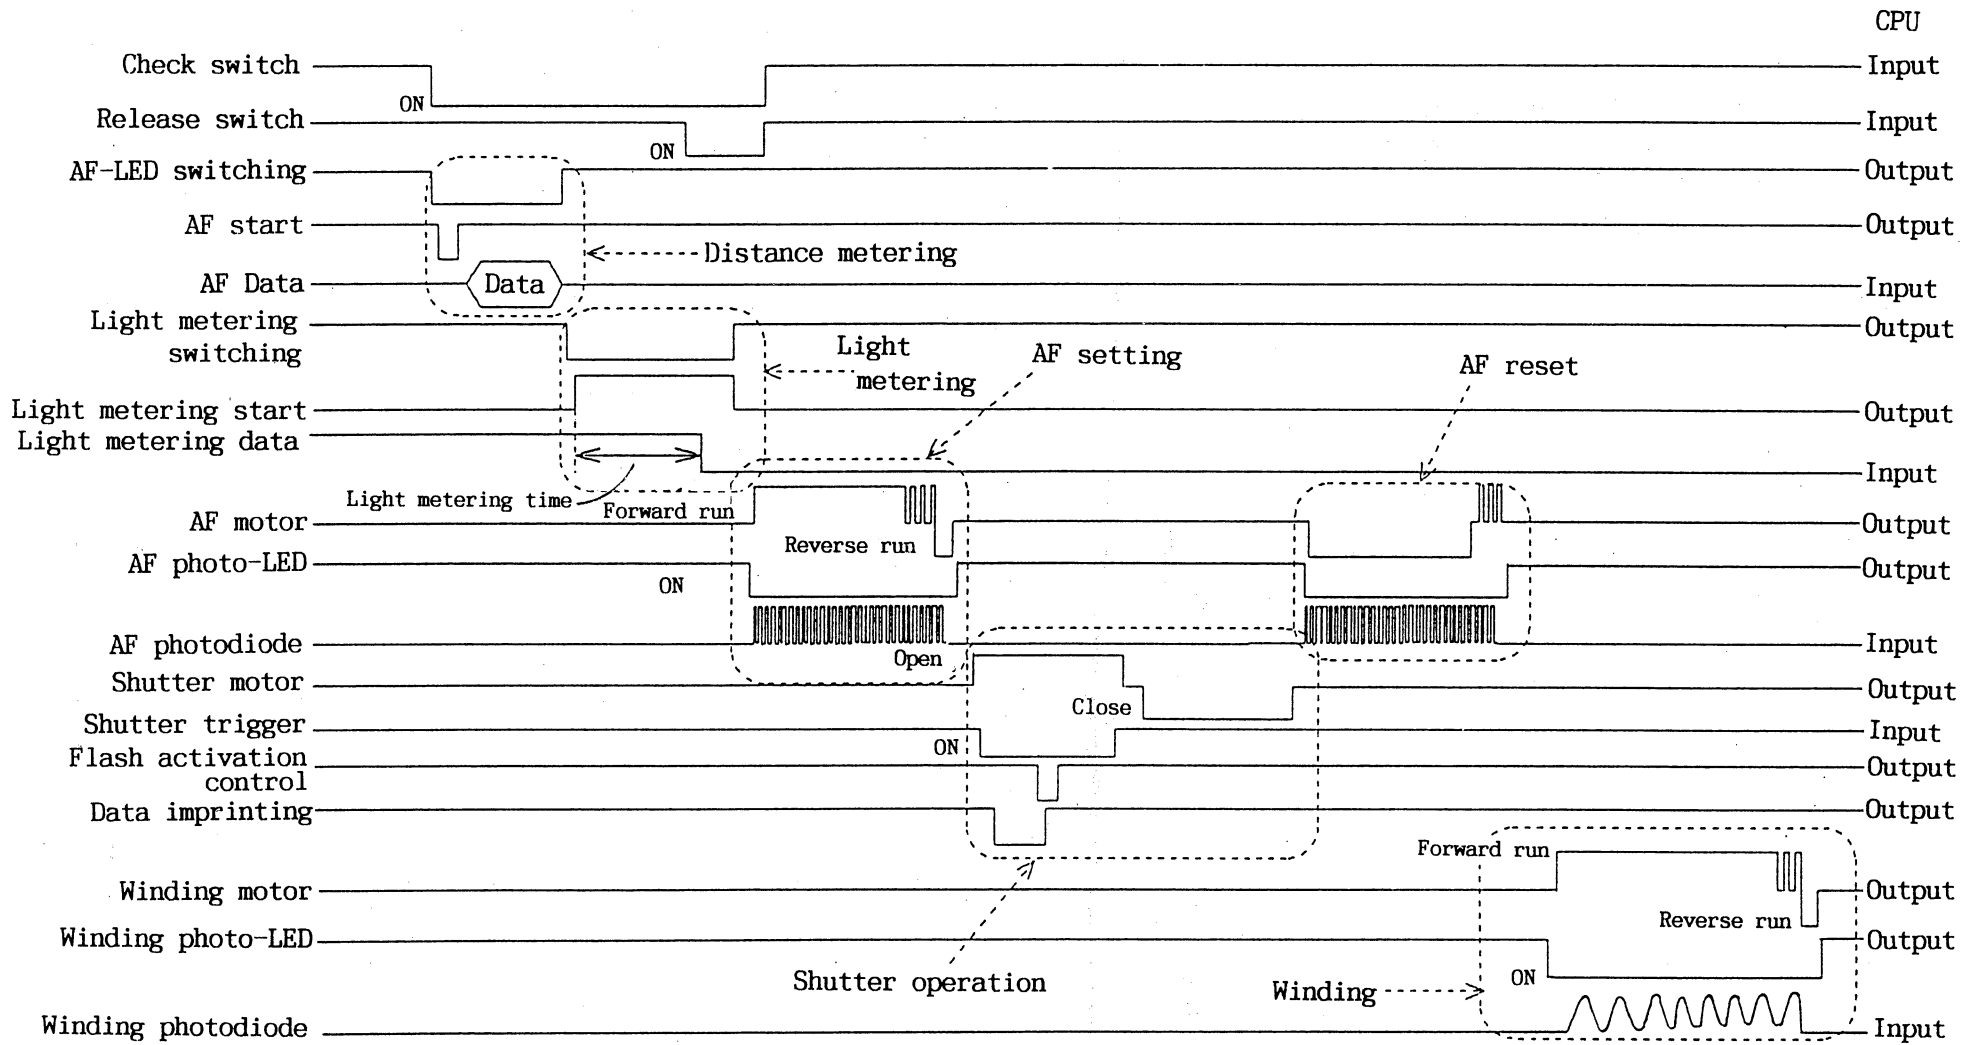 CPU
Check switch Input
ON
Release switch Input
ON
AF-LED switching Output
AF start Output
Distance metering
AF Data Data Input
Light metering Output
switching
Light
metering
AF setting
AF reset
Light metering start Output
Light metering data Input
Light metering time
Forward run
AF motor Output
Reverse run
AF photo-LED Output
ON
AF photodiode Input
Open
Shutter motor Output
Close
Shutter trigger Input
ON
Flash activation Output
control
Data imprinting Output
Forward run
Winding motor Output
Reverse run
Winding photo-LED Output
ON
Shutter operation
Winding
Winding photodiode Input